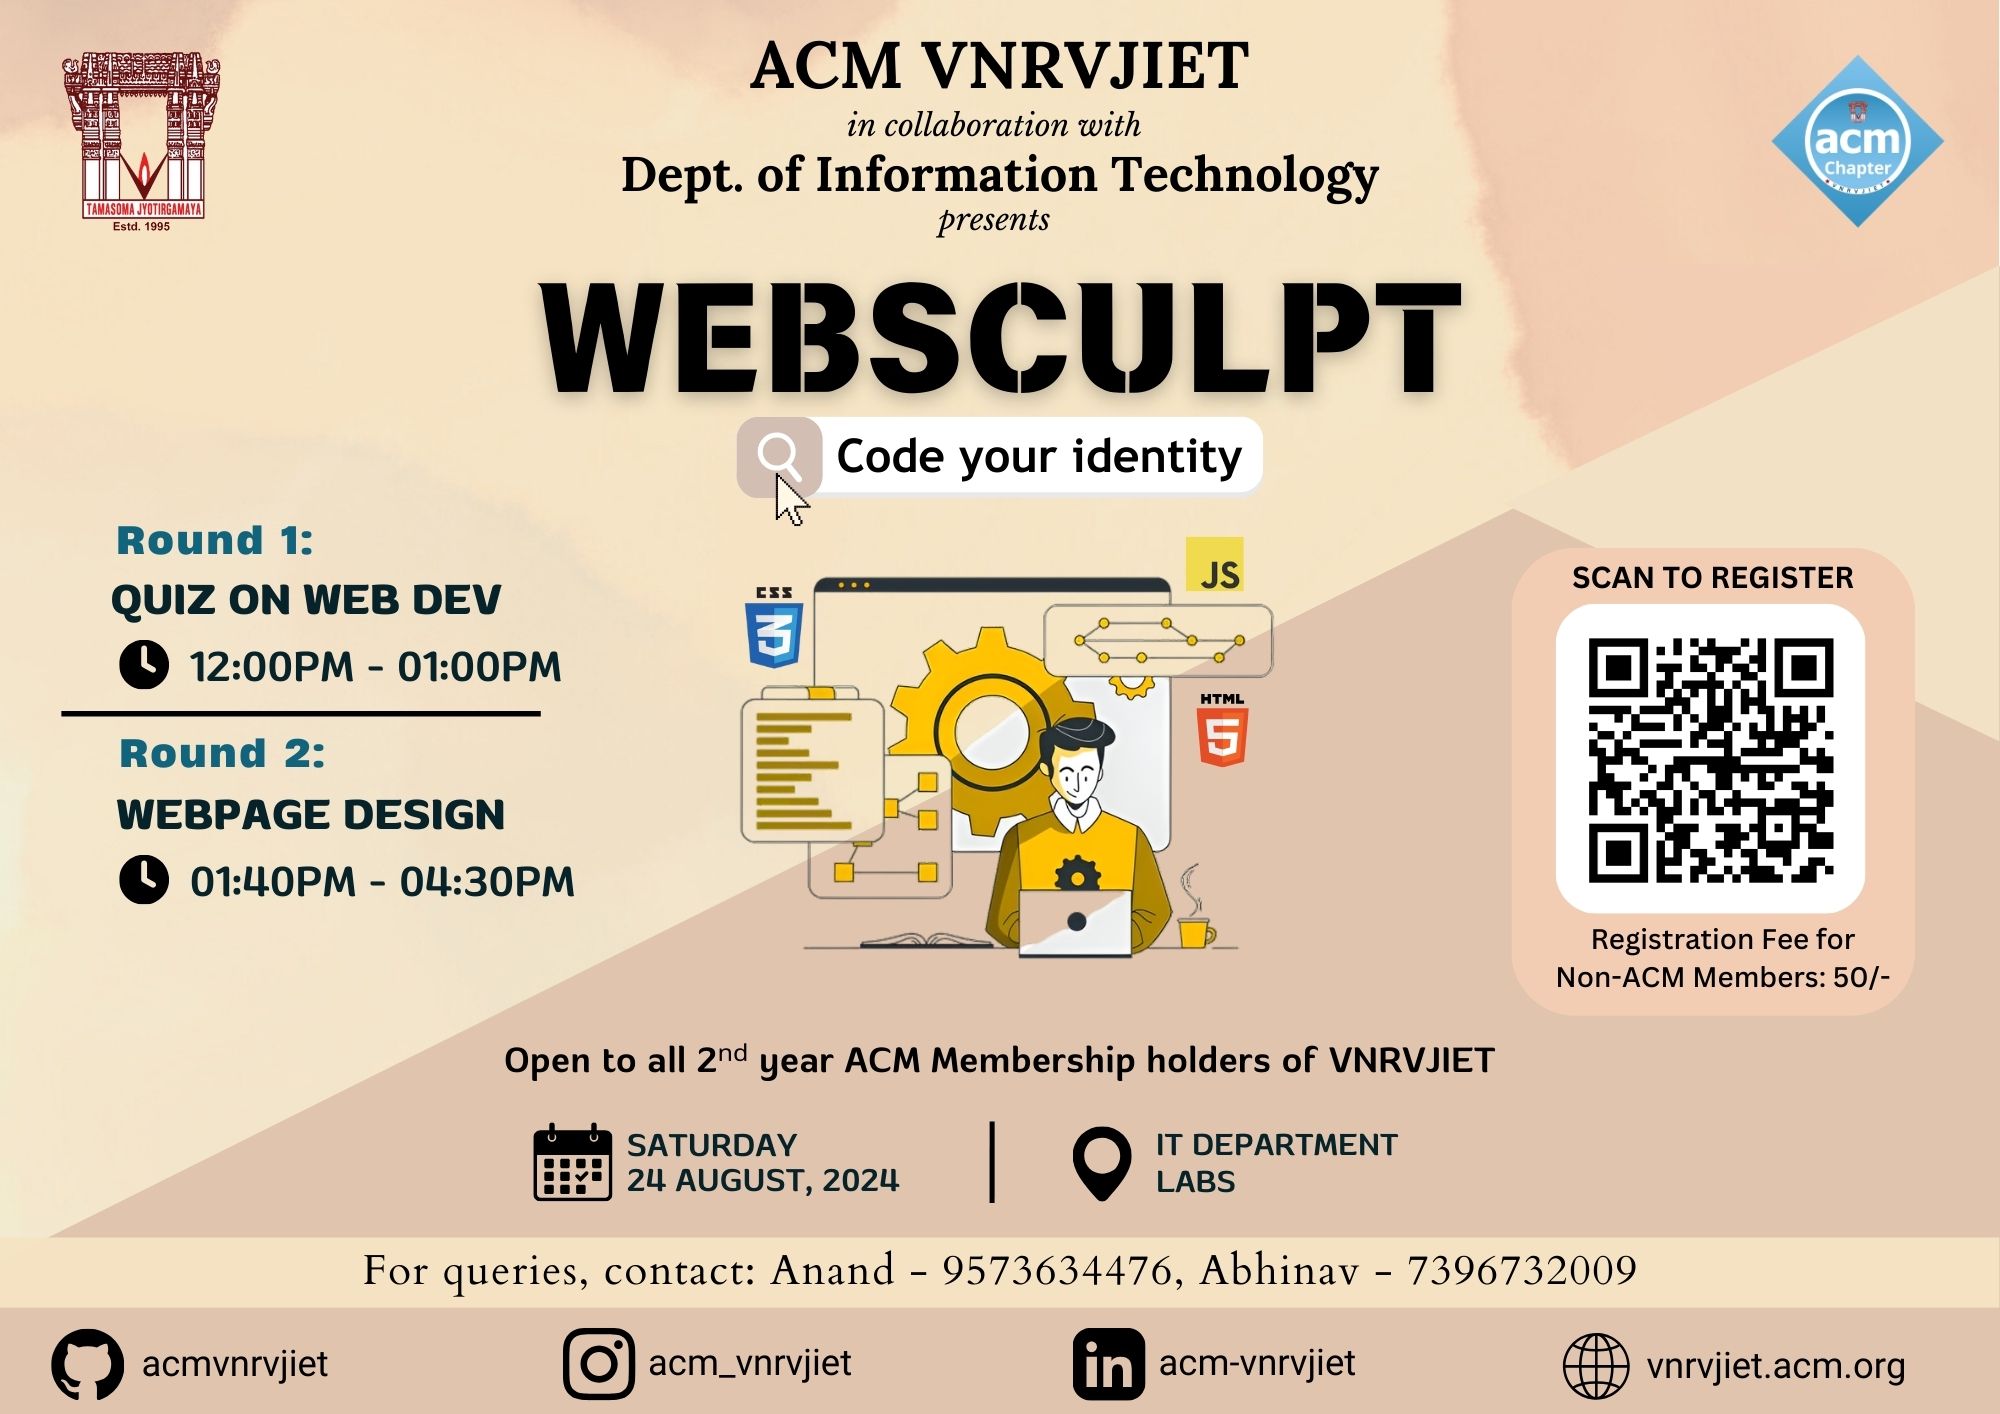 TAMASOMA JYOTIRGAMAYA
Estd. 1995
ACM VNRVJIET
in collaboration with
Dept. of Information Technology
presents
acm
Chapter
VNRVJIET
WEBSCULPT
Code your identity
Round 1:
QUIZ ON WEB DEV
12:00PM - 01:00PM
Round 2:
WEBPAGE DESIGN
01:40PM - 04:30PM
CSS
3
JS
HTML
5
SCAN TO REGISTER
Registration Fee for
Non-ACM Members: 50/-
Open to all 2nd year ACM Membership holders of VNRVJIET
SATURDAY
24 AUGUST, 2024
IT DEPARTMENT
LABS
For queries, contact: Anand - 9573634476, Abhinav - 7396732009
acmvnrvjiet
acm_vnrvjiet
in
acm-vnrvjiet
vnrvjiet.acm.org